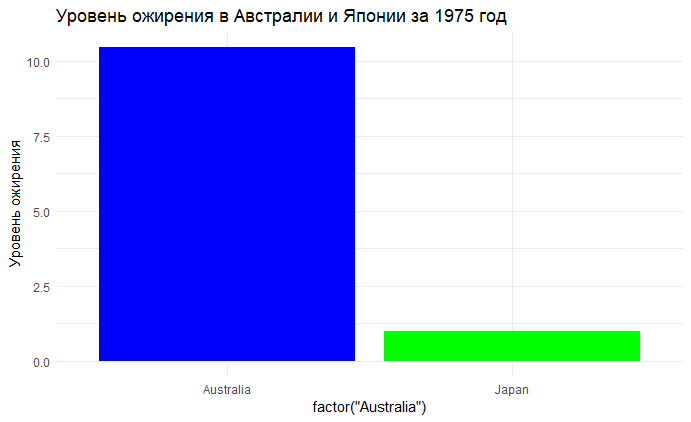 Уровень ожирения в Австралии и Японии за 1975 год
Уровень ожирения
10.0
7.5
5.0
2.5
0.0
Australia
Japan
factor("Australia")